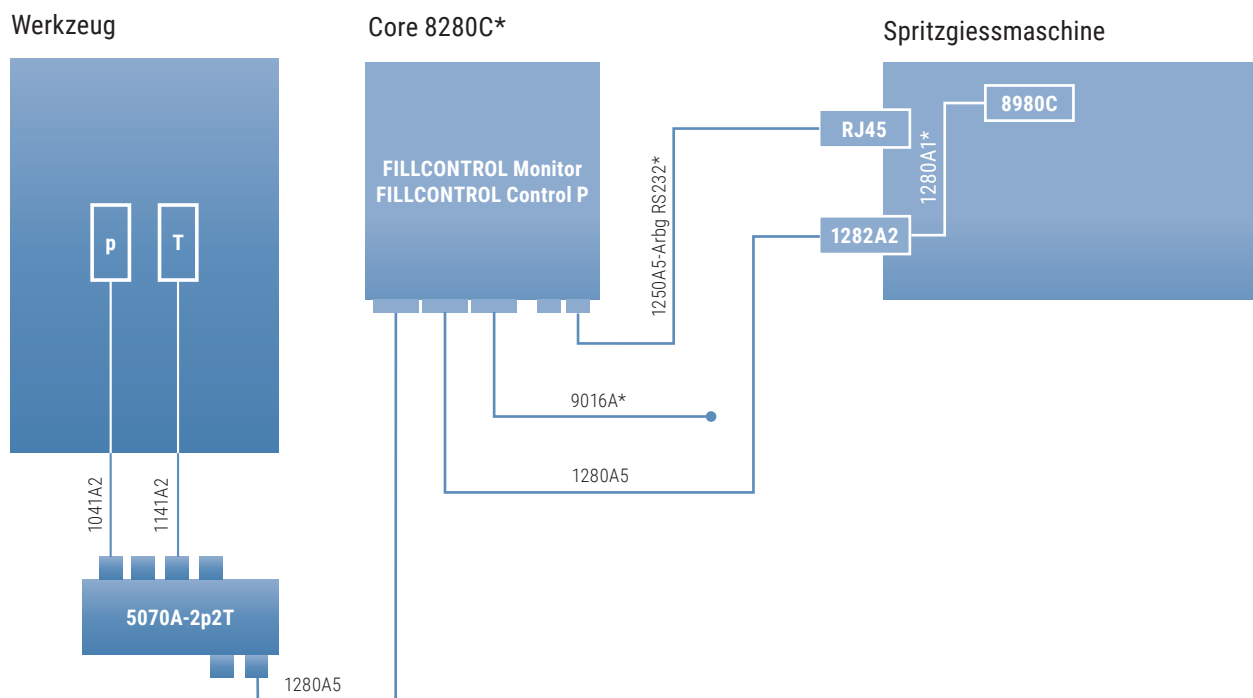 Werkzeug
Core 8280C*
Spritzgiessmaschine
8980C
RJ45
1280A1*
FILLCONTROL Monitor
FILLCONTROL Control P
1250A5-Arbg RS232*
p
T
1282A2
9016A*
1280A5
1041A2
1141A2
5070A-2p2T
1280A5